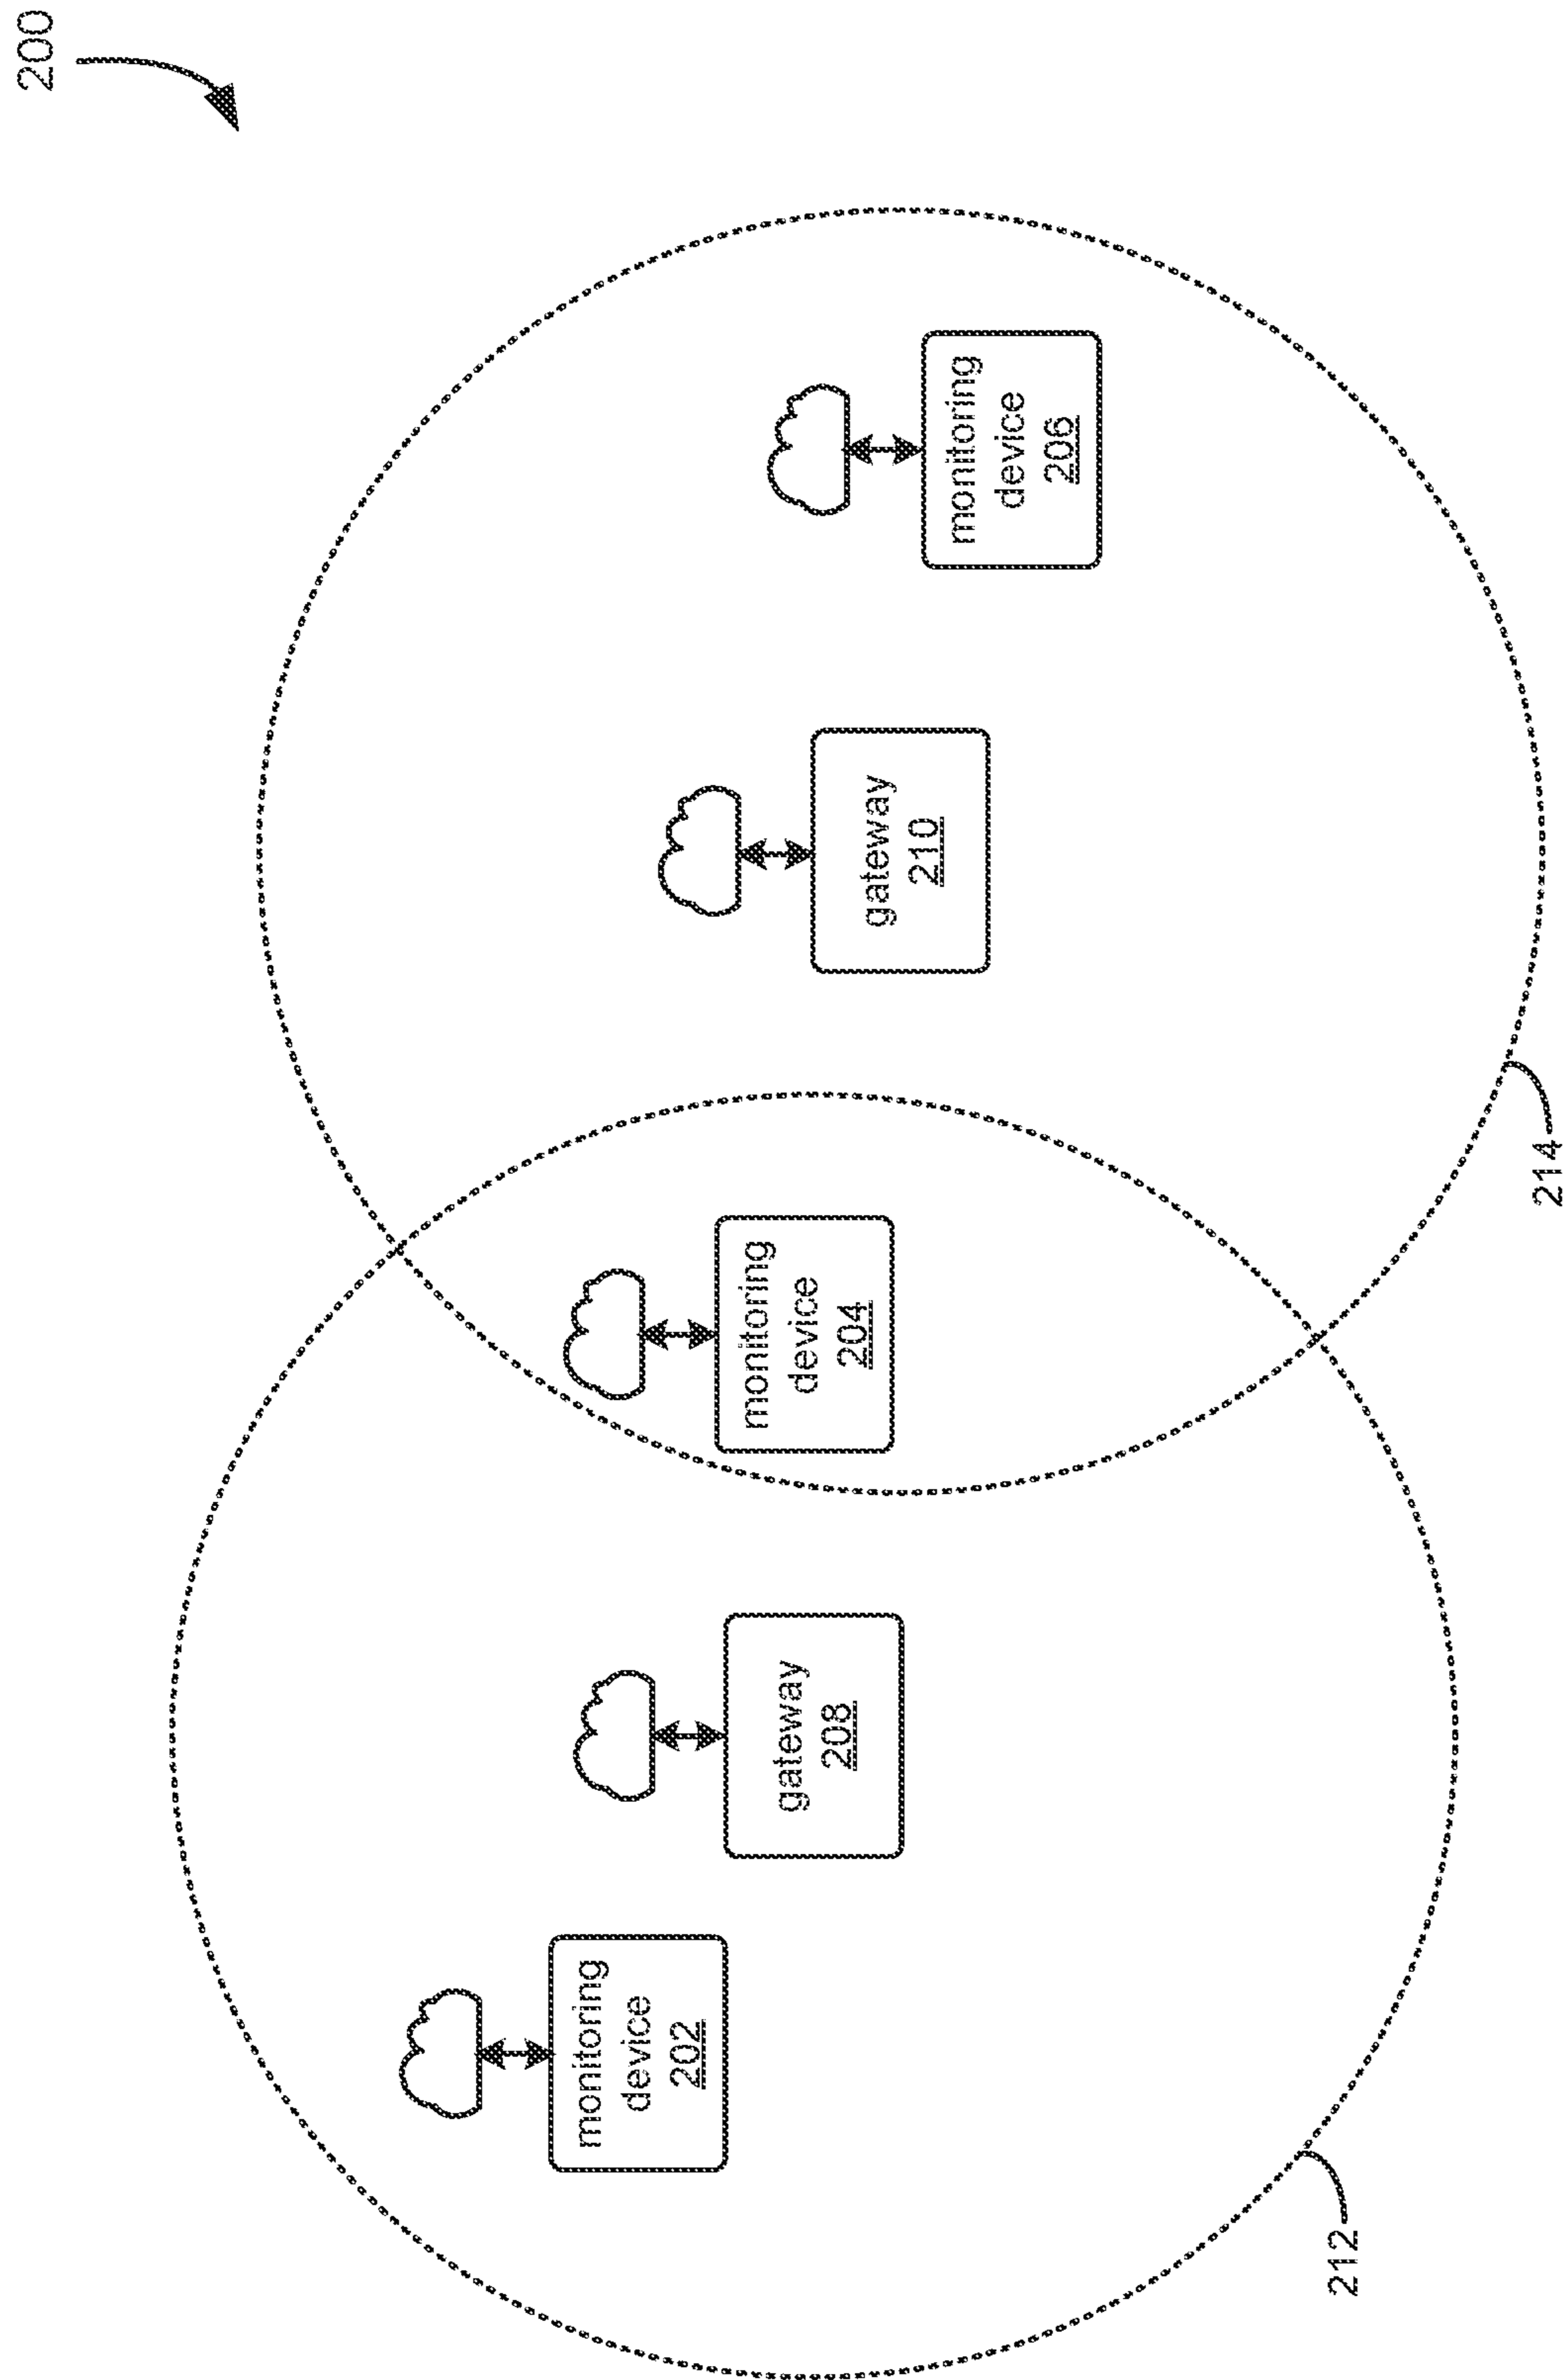 200
monitoring
device
202
gateway
208
monitoring
device
204
gateway
210
monitoring
device
206
212
214